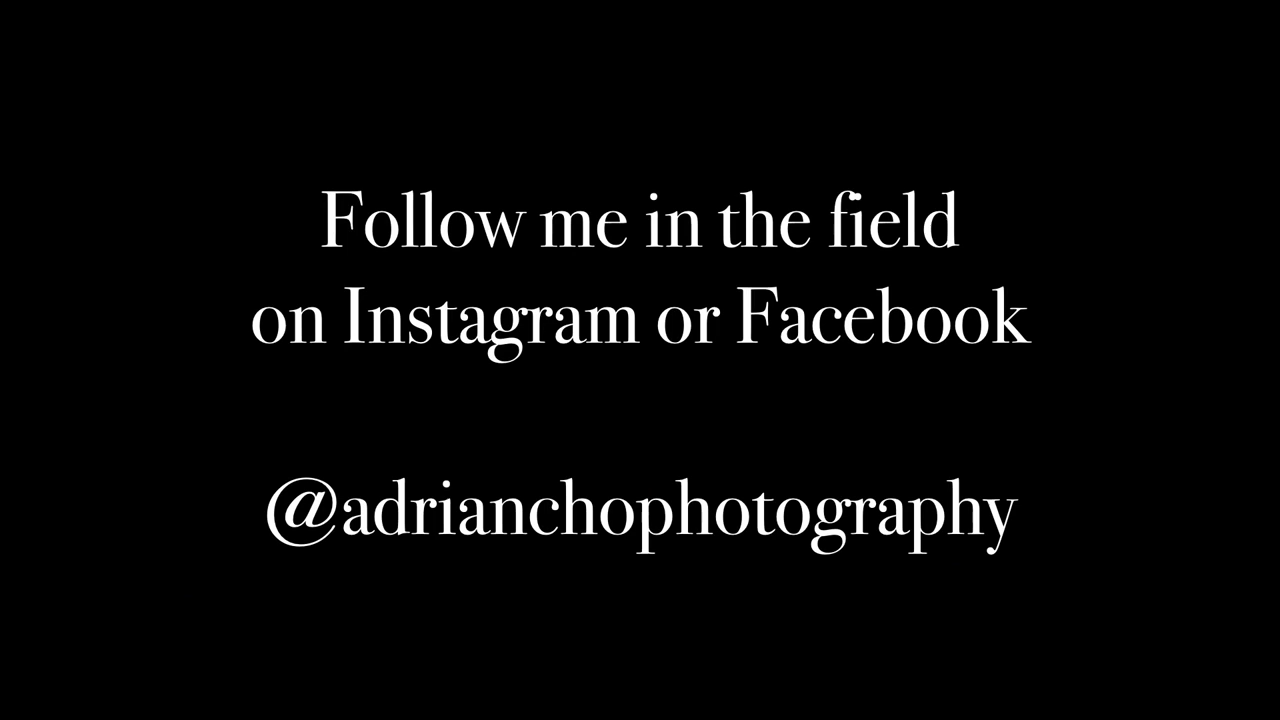 Follow me in the field
on Instagram or Facebook
@adrianchophotography